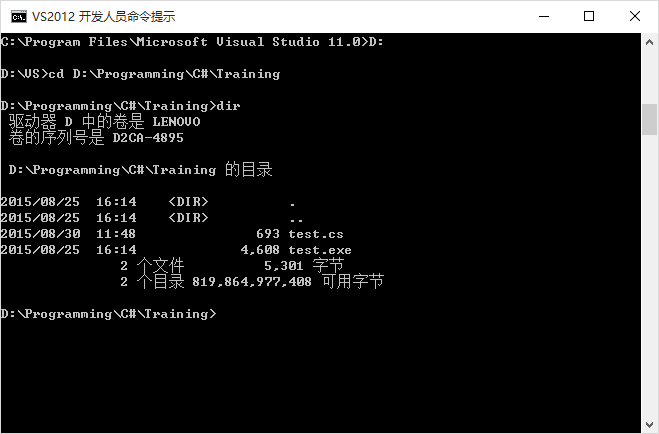 VS2012 开发人员命令提示
C:\Program Files\Microsoft Visual Studio 11.0>D:
D:\VS>cd D:\Programming\C#\Training
D:\Programming\C#\Training>dir
驱动器 D 中的卷是 LENOVO
卷的序列号是 D2CA-4895
D:\Programming\C#\Training 的目录
2015/08/25  16:14    <DIR>          .
2015/08/25  16:14    <DIR>          ..
2015/08/30  11:48               693 test.cs
2015/08/25  16:14             4,608 test.exe
2 个文件          5,301 字节
2 个目录 819,864,977,408 可用字节
D:\Programming\C#\Training>